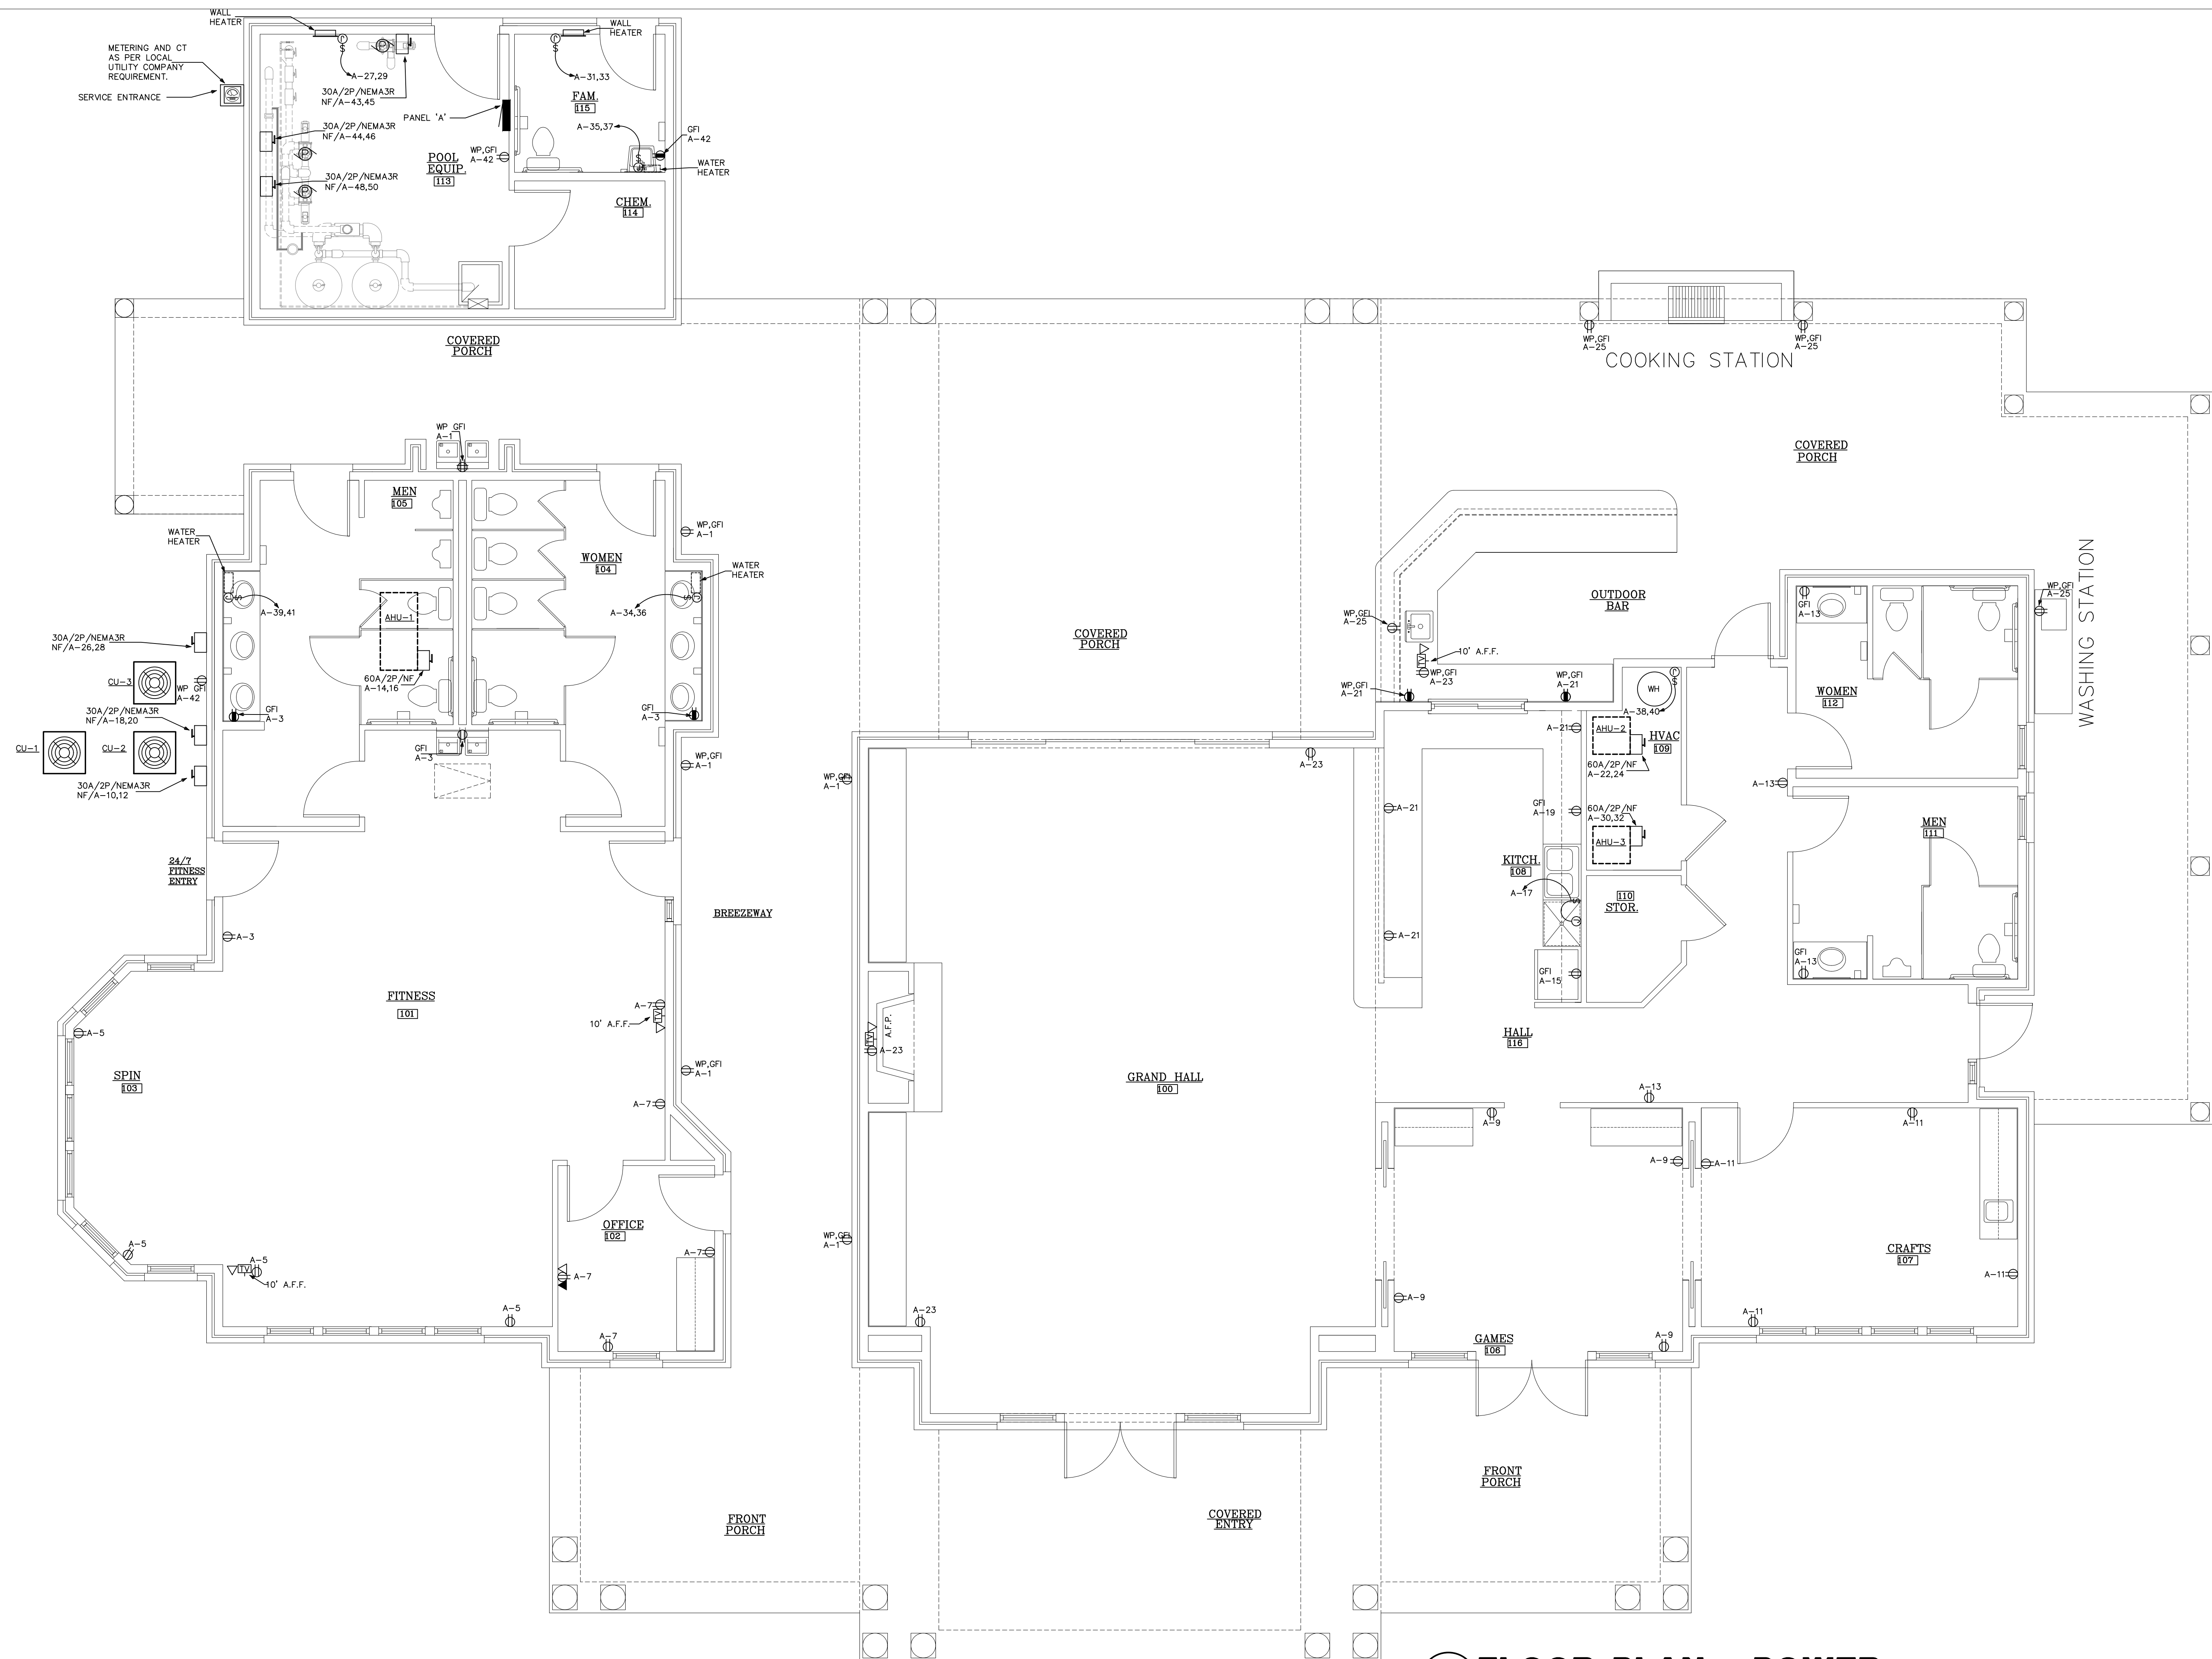 WALL
HEATER
WALL
HEATER
METERING AND CT
AS PER LOCAL
UTILITY COMPANY
REQUIREMENT.
SERVICE ENTRANCE
A-27,29
A-31,33
30A/2P/NEMA3R
NF/A-43,45
FAM.
115
PANEL 'A'
30A/2P/NEMA3R
NF/A-44,46
A-35,37
GFI
A-42
WP,GFI
A-42
POOL
EQUIP.
113
WATER
HEATER
30A/2P/NEMA3R
NF/A-48,50
CHEM.
114
COVERED
PORCH
WP,GFI
A-25
WP,GFI
A-25
COOKING STATION
WP GFI
A-1
COVERED
PORCH
MEN
105
WP,GFI
A-1
WATER
HEATER
WOMEN
104
WATER
HEATER
A-39,41
A-34,36
AHU-1
OUTDOOR
BAR
WASHING STATION
WP,GFI
A-25
GFI
A-13
WP,GFI
A-25
COVERED
PORCH
30A/2P/NEMA3R
NF/A-26,28
TV
10' A.F.F.
WP,GFI
A-23
60A/2P/NF
A-14,16
CU-3
WP GFI
A-42
WP,GFI
A-21
WP,GFI
A-21
WH
WOMEN
112
30A/2P/NEMA3R
NF/A-18,20
GFI
A-3
GFI
A-3
A-38,40
A-21
AHU-2
HVAC
109
CU-1
CU-2
GFI
A-3
WP,GFI
A-1
A-23
60A/2P/NF
A-22,24
WP,GFI
A-1
A-13
30A/2P/NEMA3R
NF/A-10,12
A-21
GFI
A-19
60A/2P/NF
A-30,32
MEN
111
AHU-3
24/7
FITNESS
ENTRY
KITCH.
108
A-17
BREEZEWAY
110
STOR.
A-3
A-21
GFI
A-13
GFI
A-15
FITNESS
101
A-7
TV
10' A.F.F.
A-5
A.F.P.
TV
A-23
HALL
116
SPIN
103
WP,GFI
A-1
GRAND HALL
100
A-7
A-13
A-9
A-11
A-9
A-11
OFFICE
102
A-7
WP,GFI
A-1
CRAFTS
107
A-5
A-5
TV
10' A.F.F.
A-7
A-11
A-9
A-5
A-23
A-11
A-7
GAMES
106
A-9
FRONT
PORCH
FRONT
PORCH
COVERED
ENTRY
FLOOR PLAN - POWER